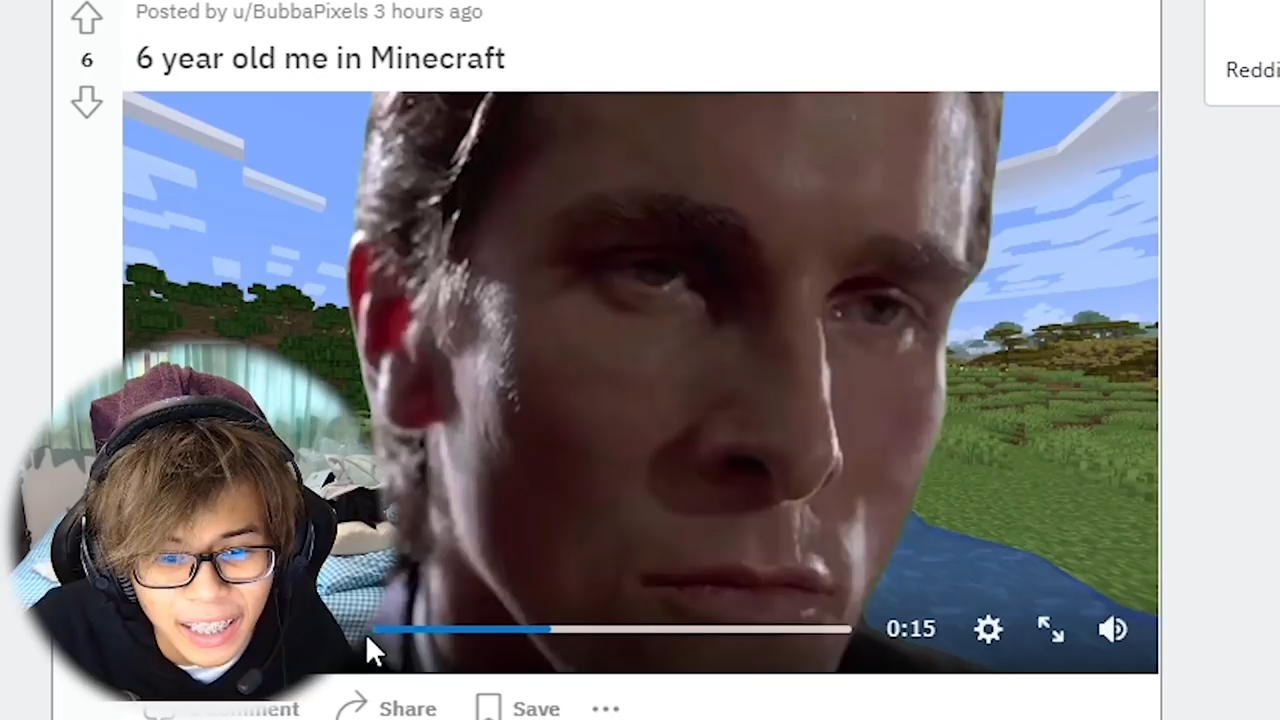 Posted by u/BubbaPixels 3 hours ago
6
6 year old me in Minecraft
Reddi
0:15
Share
Save